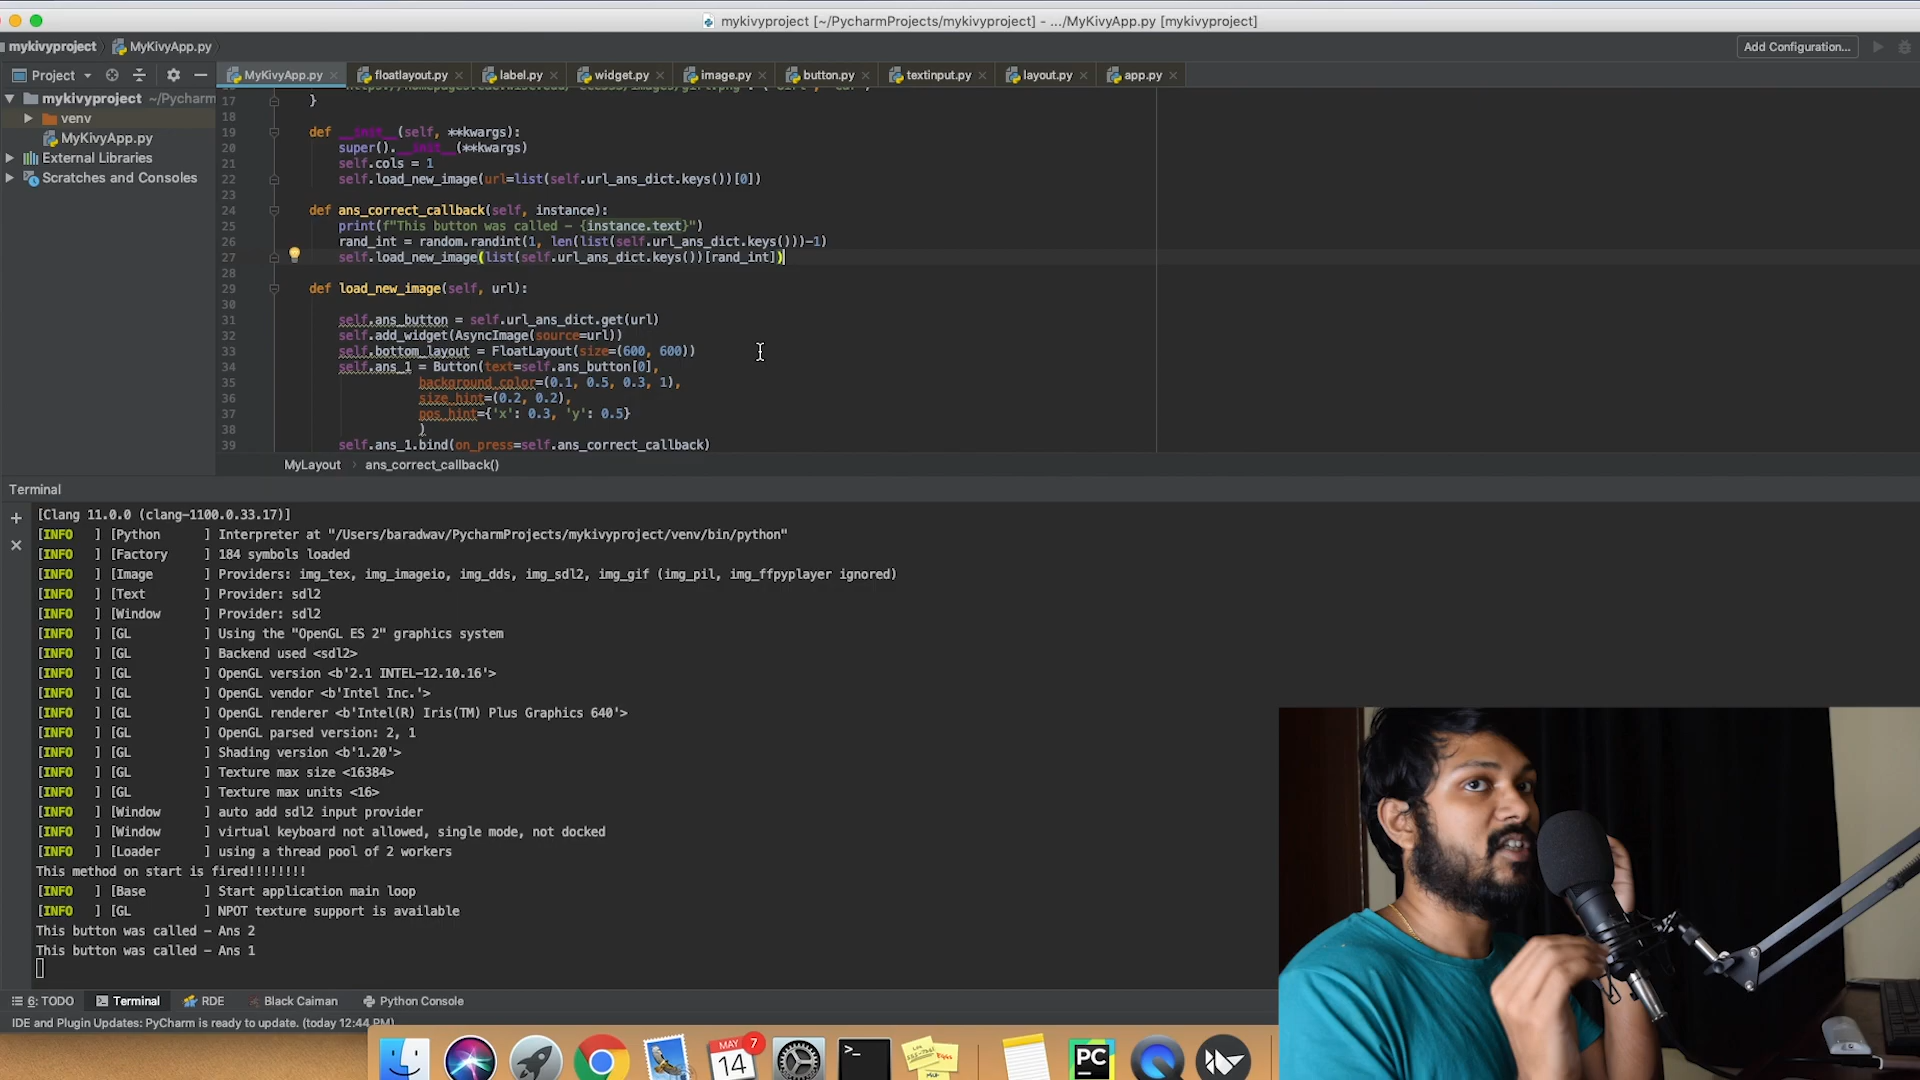 mykivyproject [~/PycharmProjects/mykivyproject] - .../MyKivyApp.py [mykivyproject]
mykivyproject MyKivyApp.py Add Configuration...
Project MyKivyApp.py floatlayout.py label.py widget.py image.py button.py textinput.py layout.py app.py
mykivyproject ~/Pycharm
venv
MyKivyApp.py
External Libraries
Scratches and Consoles
17 }
18
19 def __init__(self, **kwargs):
20 super().__init__(**kwargs)
21 self.cols = 1
22 self.load_new_image(url=list(self.url_ans_dict.keys())[0])
23
24 def ans_correct_callback(self, instance):
25 print(f"This button was called - {instance.text}")
26 rand_int = random.randint(1, len(list(self.url_ans_dict.keys()))-1)
27 self.load_new_image(list(self.url_ans_dict.keys())[rand_int])
28
29 def load_new_image(self, url):
30
31 self.ans_button = self.url_ans_dict.get(url)
32 self.add_widget(AsyncImage(source=url))
33 self.bottom_layout = FloatLayout(size=(600, 600))
34 self.ans_1 = Button(text=self.ans_button[0],
35 background_color=(0.1, 0.5, 0.3, 1),
36 size_hint=(0.2, 0.2),
37 pos_hint={'x': 0.3, 'y': 0.5}
38 )
39 self.ans_1.bind(on_press=self.ans_correct_callback)
MyLayout ans_correct_callback()
Terminal
[Clang 11.0.0 (clang-1100.0.33.17)]
[INFO ] [Python ] Interpreter at "/Users/baradwav/PycharmProjects/mykivyproject/venv/bin/python"
[INFO ] [Factory ] 184 symbols loaded
[INFO ] [Image ] Providers: img_tex, img_imageio, img_dds, img_sdl2, img_gif (img_pil, img_ffpyplayer ignored)
[INFO ] [Text ] Provider: sdl2
[INFO ] [Window ] Provider: sdl2
[INFO ] [GL ] Using the "OpenGL ES 2" graphics system
[INFO ] [GL ] Backend used <sdl2>
[INFO ] [GL ] OpenGL version <b'2.1 INTEL-12.10.16'>
[INFO ] [GL ] OpenGL vendor <b'Intel Inc.'>
[INFO ] [GL ] OpenGL renderer <b'Intel(R) Iris(TM) Plus Graphics 640'>
[INFO ] [GL ] OpenGL parsed version: 2, 1
[INFO ] [GL ] Shading version <b'1.20'>
[INFO ] [GL ] Texture max size <16384>
[INFO ] [GL ] Texture max units <16>
[INFO ] [Window ] auto add sdl2 input provider
[INFO ] [Window ] virtual keyboard not allowed, single mode, not docked
[INFO ] [Loader ] using a thread pool of 2 workers
This method on start is fired!!!!!!!!
[INFO ] [Base ] Start application main loop
[INFO ] [GL ] NPOT texture support is available
This button was called - Ans 2
This button was called - Ans 1
6: TODO Terminal RDE Black Caiman Python Console
IDE and Plugin Updates: PyCharm is ready to update. (today 12:44 PM)
MAY 7
14
>_
PC